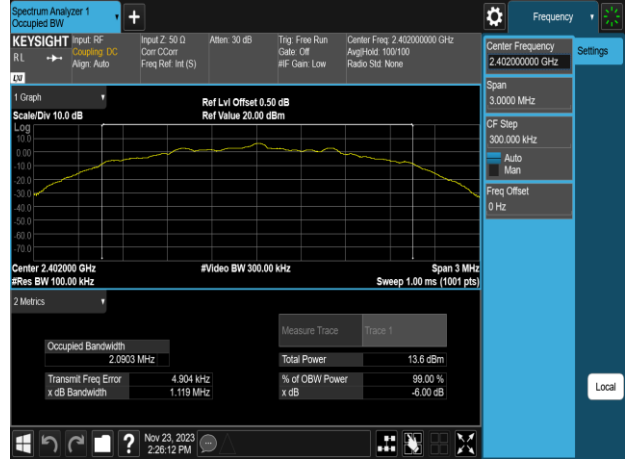 Spectrum Analyzer 1
Occupied BW
Frequency
KEYSIGHT
Input: RF
Input Z: 50 Ω
Atten: 30 dB
Trig: Free Run
Center Freq: 2.402000000 GHz
RL
Coupling: DC
Corr CCorr
Gate: Off
Avg|Hold: 100/100
Align: Auto
Freq Ref: Int (S)
#IF Gain: Low
Radio Std: None
LXI
Center Frequency
2.402000000 GHz
Settings
Span
3.0000 MHz
CF Step
300.000 kHz
Auto
Man
Freq Offset
0 Hz
1 Graph
Ref Lvl Offset 0.50 dB
Scale/Div 10.0 dB
Ref Value 20.00 dBm
Log
10.0
0.00
-10.0
-20.0
-30.0
-40.0
-50.0
-60.0
-70.0
Center 2.402000 GHz
#Video BW 300.00 kHz
Span 3 MHz
#Res BW 100.00 kHz
Sweep 1.00 ms (1001 pts)
2 Metrics
Measure Trace
Trace 1
Occupied Bandwidth
2.0903 MHz
Total Power
13.6 dBm
Transmit Freq Error
4.904 kHz
% of OBW Power
99.00 %
x dB Bandwidth
1.119 MHz
x dB
-6.00 dB
Local
Nov 23, 2023
2:26:12 PM